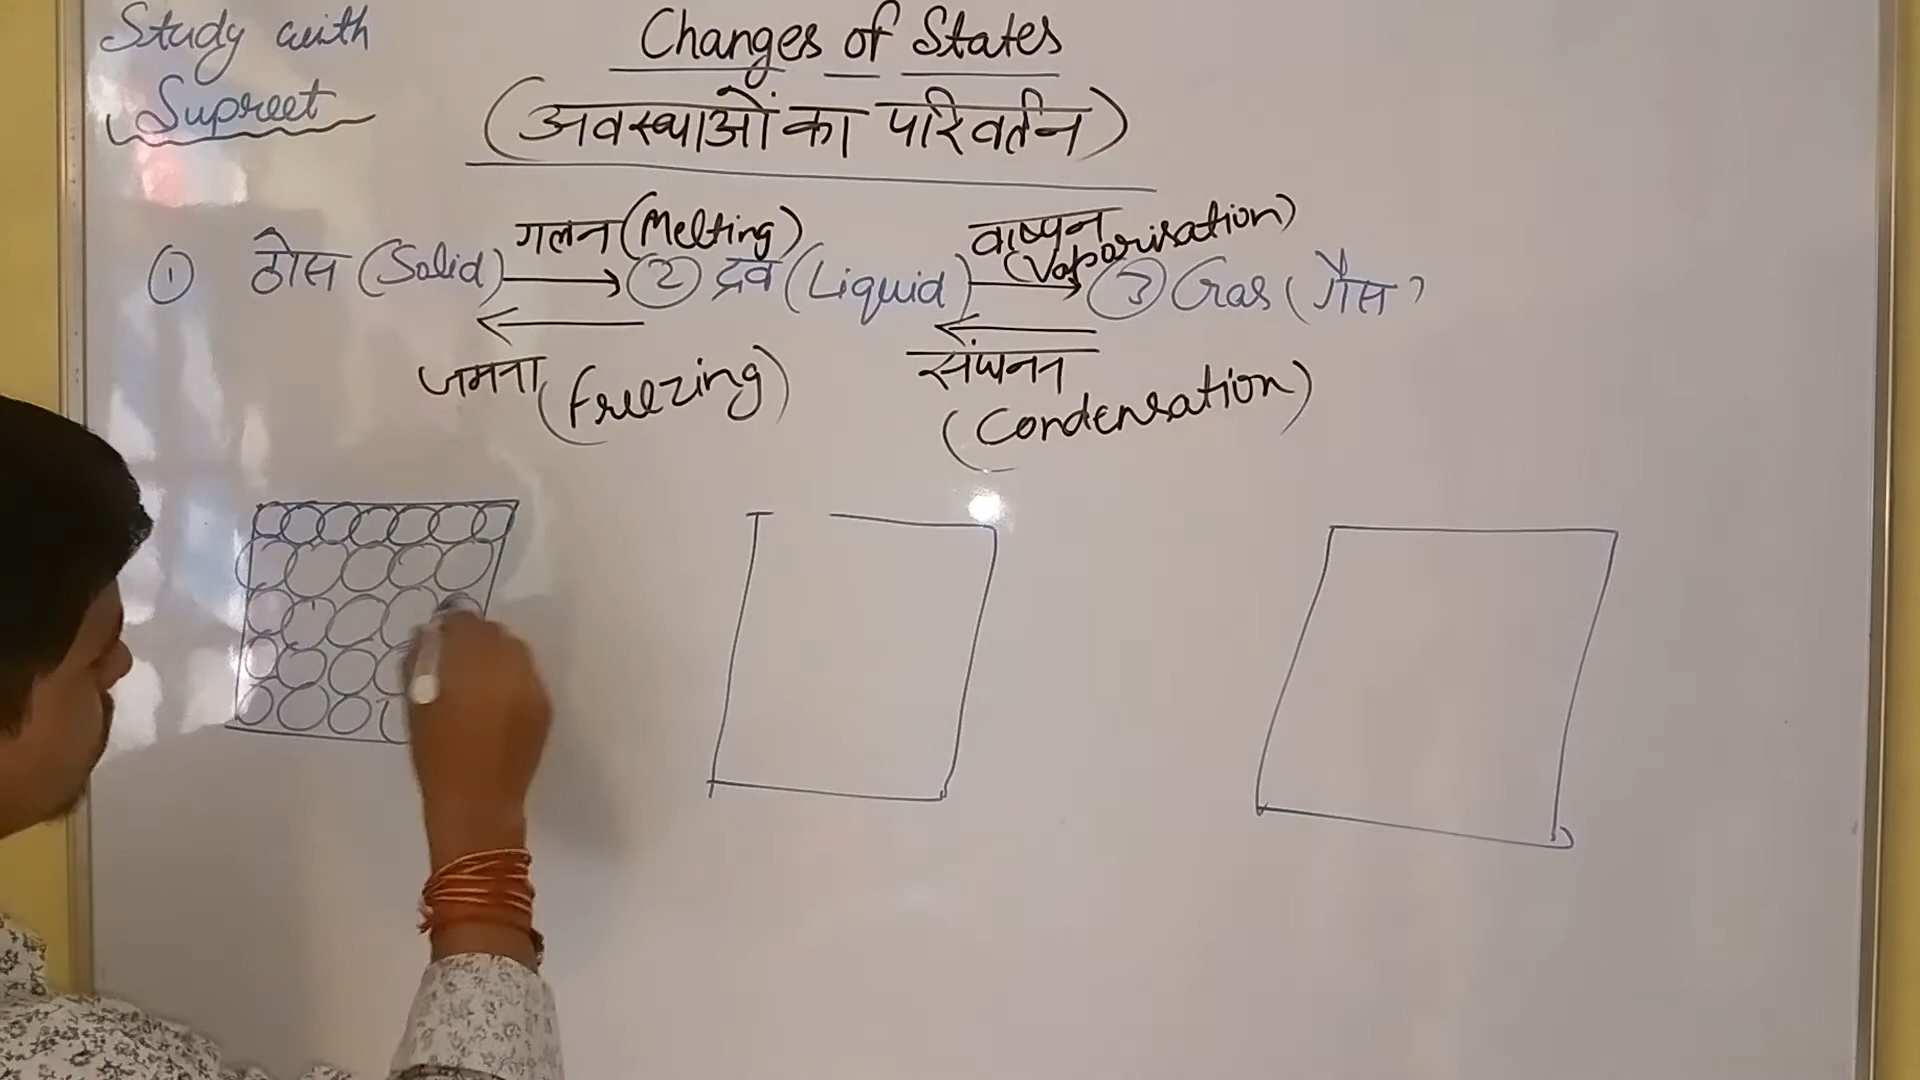 Study with
Supreet
Changes of States
(अवस्थाओं का परिवर्तन)
गलन (Melting)
वाष्पन
(Vaporisation)
① ठोस (Solid) → ② द्रव (Liquid) → ③ Gas (गैस)
← ←
जमना (Freezing)
संघनन
(Condensation)